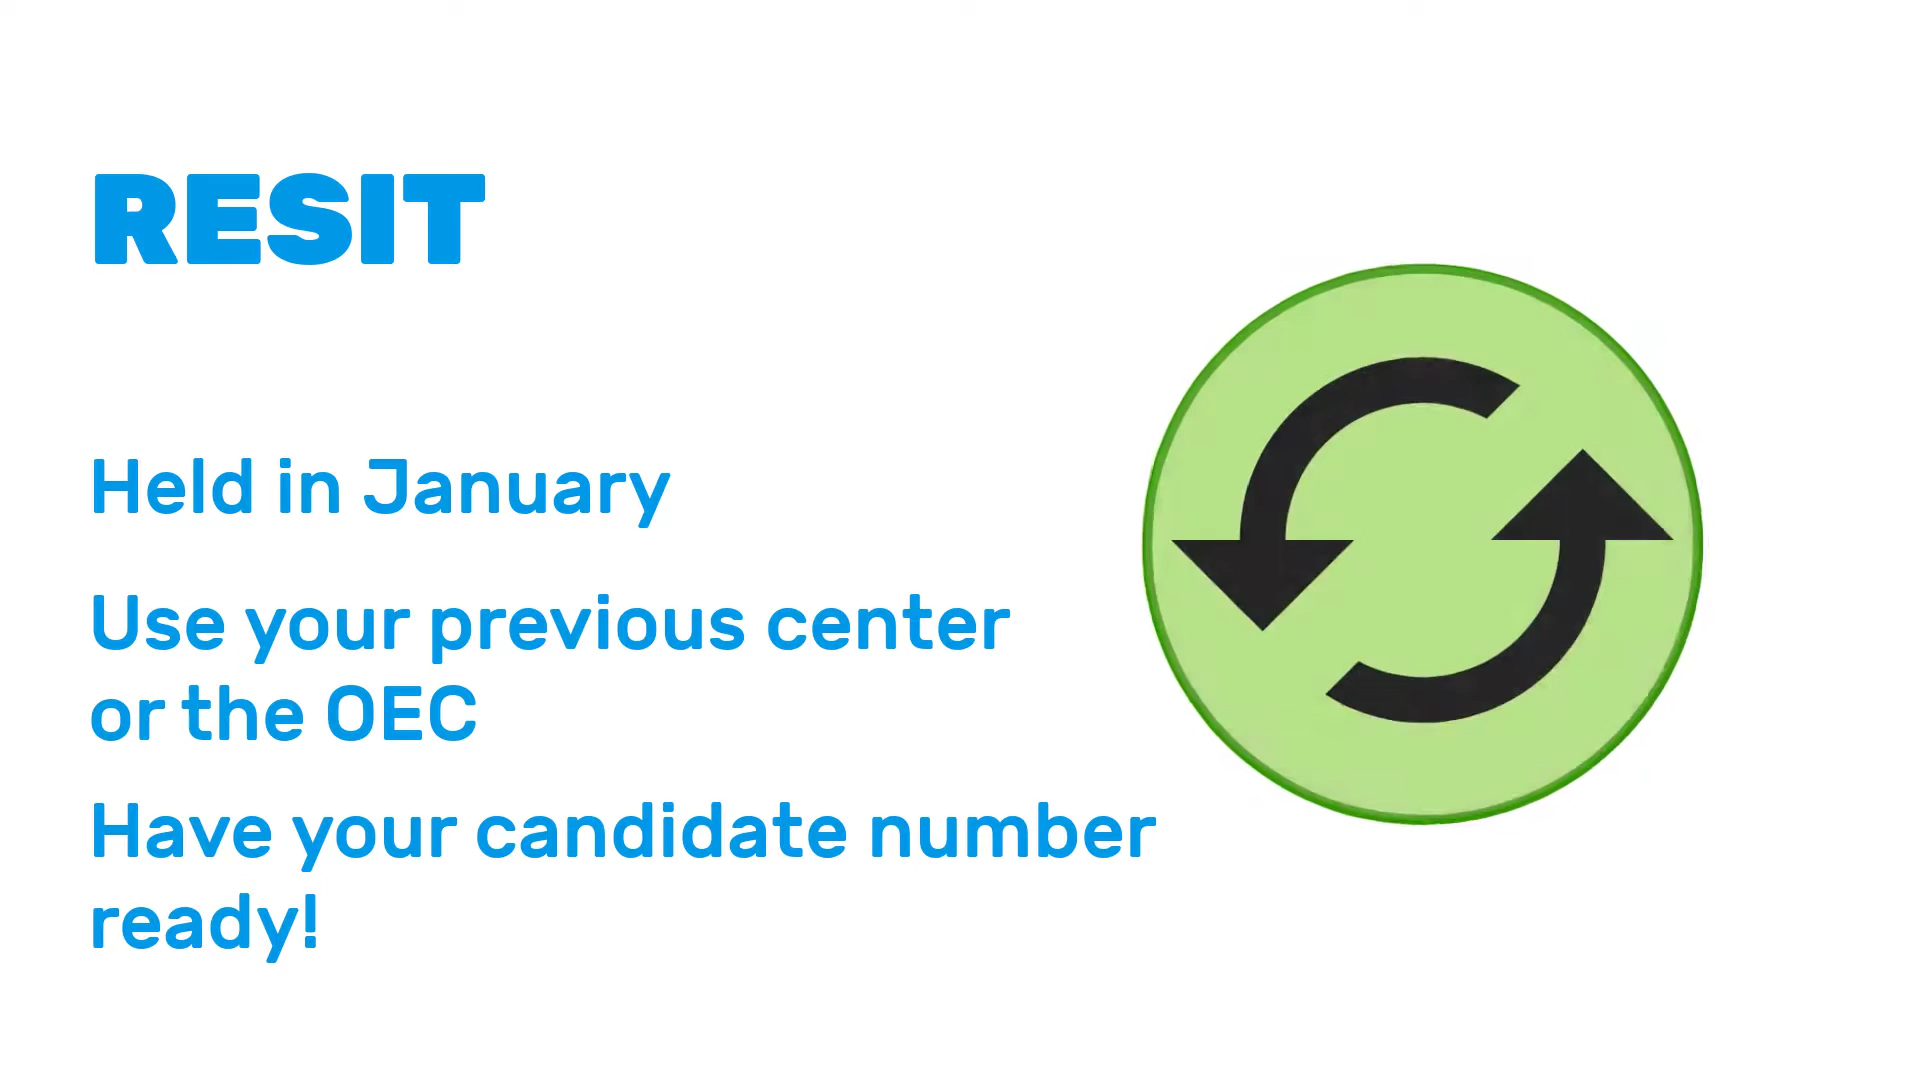 RESIT
Held in January
Use your previous center
or the OEC
Have your candidate number
ready!